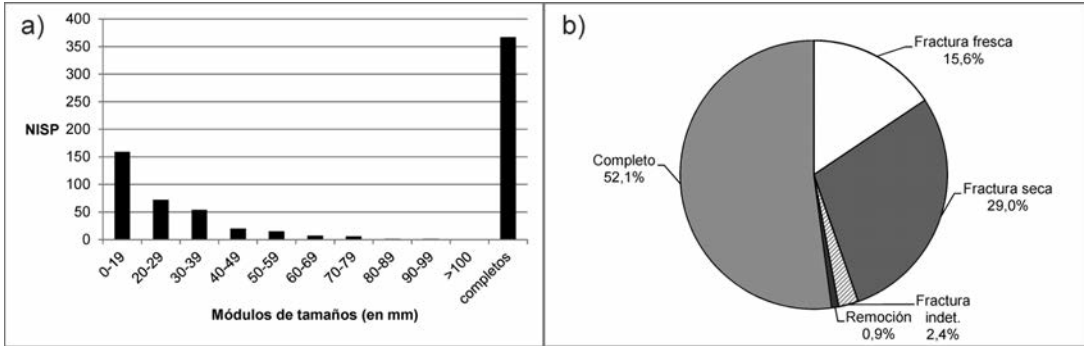 a)
400
350
300
250
200
150
100
50
0
NISP
0-19
20-29
30-39
40-49
50-59
60-69
70-79
80-89
90-99
>100
completos
Módulos de tamaños (en mm)
b)
Fractura fresca
15,6%
Completo
52,1%
Fractura seca
29,0%
Remoción
0,9%
Fractura
indet.
2,4%